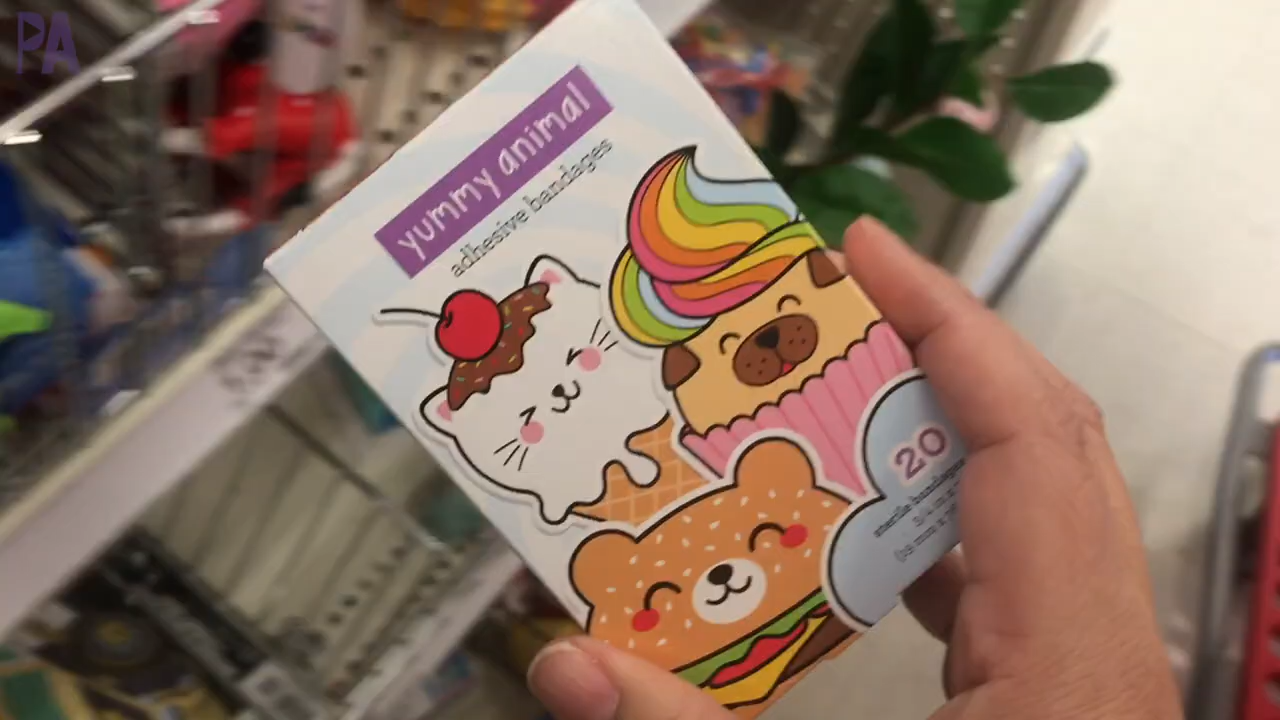 PA
yummy animal
adhesive bandages
20
sterile bandages